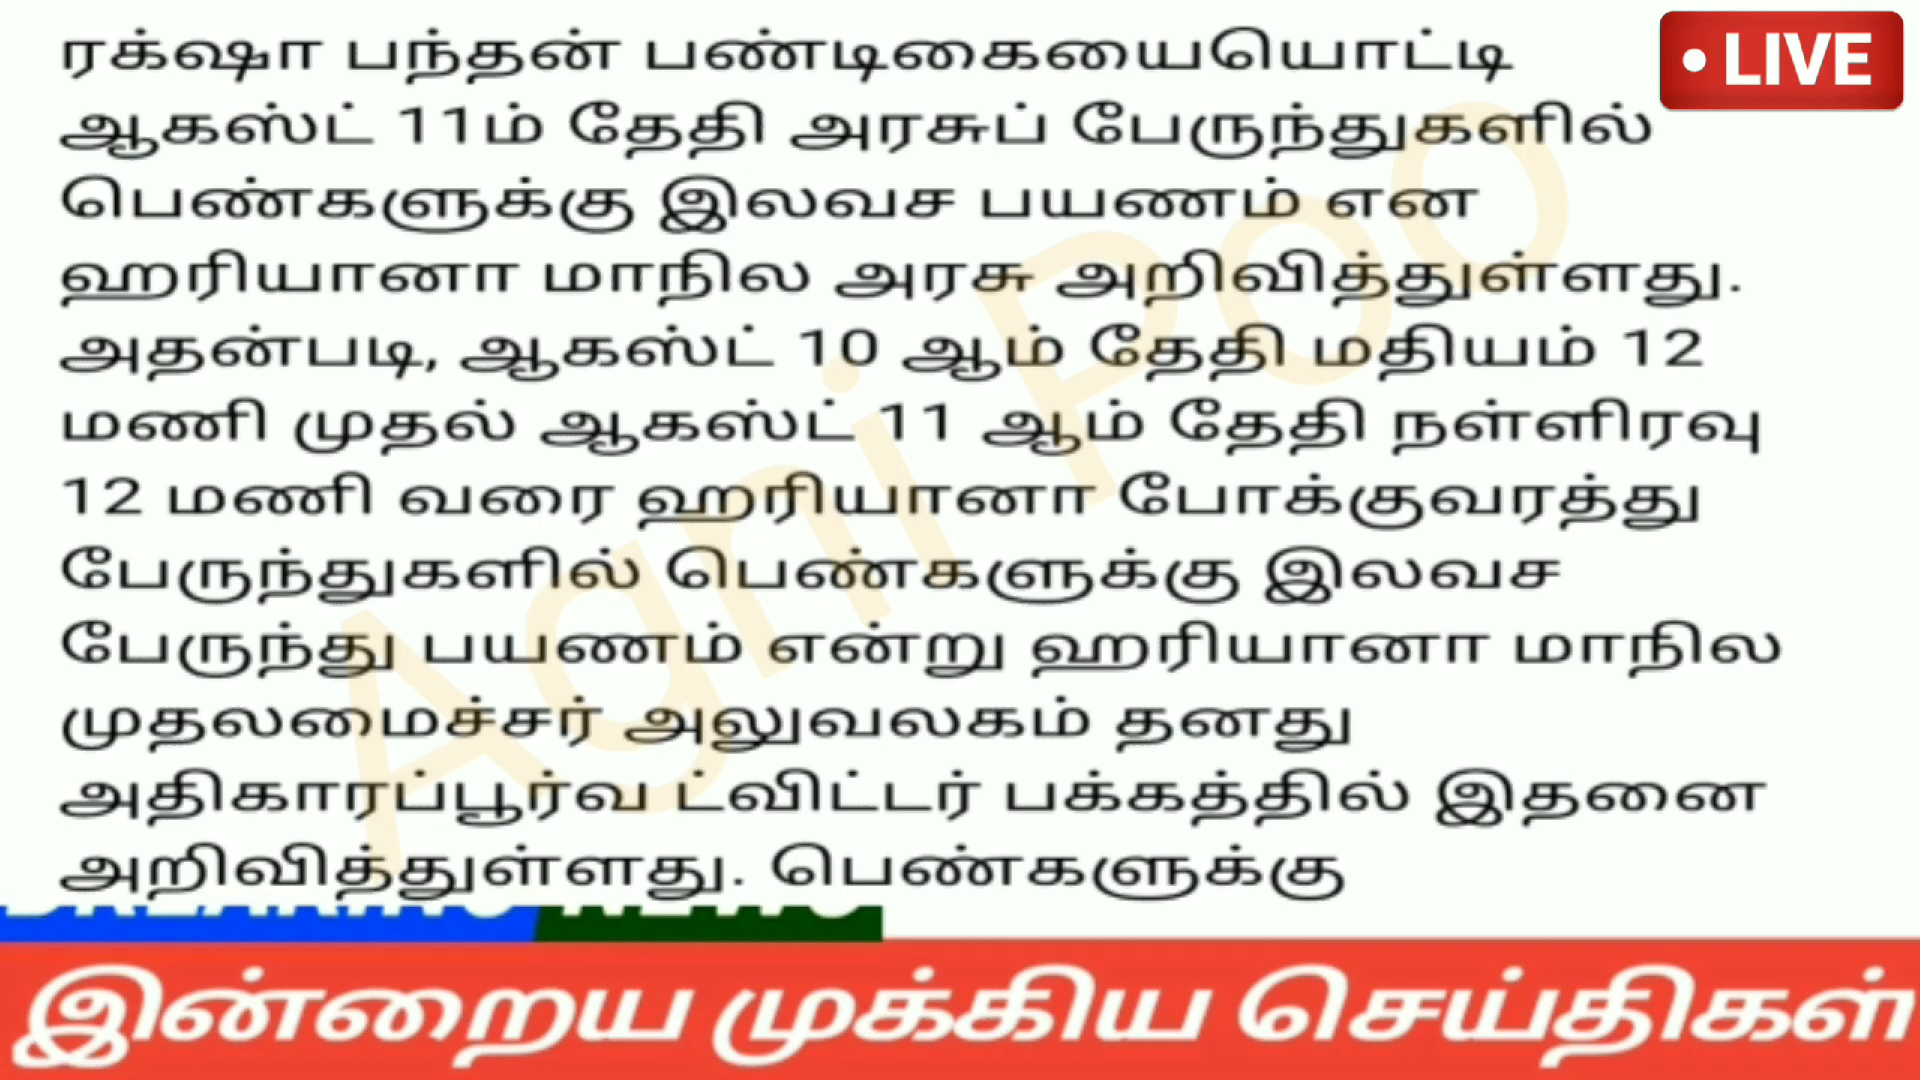 ரக்‌ஷா பந்தன் பண்டிகையையொட்டி
LIVE
ஆகஸ்ட் 11ம் தேதி அரசுப் பேருந்துகளில்
பெண்களுக்கு இலவச பயணம் என
ஹரியானா மாநில அரசு அறிவித்துள்ளது.
அதன்படி, ஆகஸ்ட் 10 ஆம் தேதி மதியம் 12
மணி முதல் ஆகஸ்ட் 11 ஆம் தேதி நள்ளிரவு
12 மணி வரை ஹரியானா போக்குவரத்து
பேருந்துகளில் பெண்களுக்கு இலவச
பேருந்து பயணம் என்று ஹரியானா மாநில
முதலமைச்சர் அலுவலகம் தனது
அதிகாரப்பூர்வ ட்விட்டர் பக்கத்தில் இதனை
அறிவித்துள்ளது. பெண்களுக்கு
Agni Poo
இன்றைய முக்கிய செய்திகள்